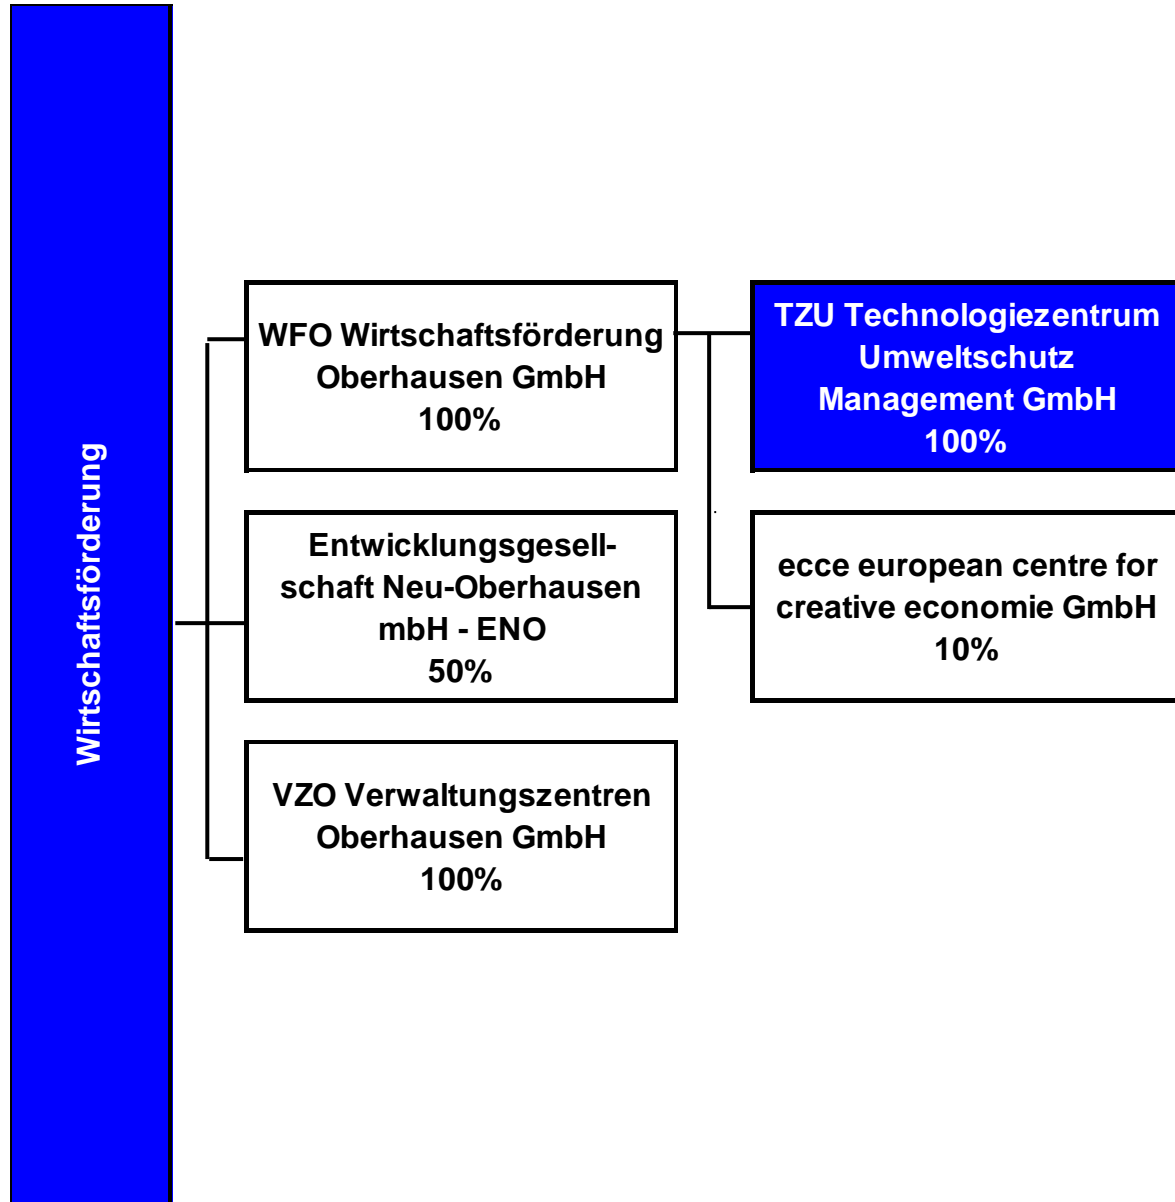 Wirtschaftsförderung
WFO Wirtschaftsförderung
Oberhausen GmbH
100%
Entwicklungsgesell-
schaft Neu-Oberhausen
mbH - ENO
50%
VZO Verwaltungszentren
Oberhausen GmbH
100%
TZU Technologiezentrum
Umweltschutz
Management GmbH
100%
ecce european centre for
creative economie GmbH
10%